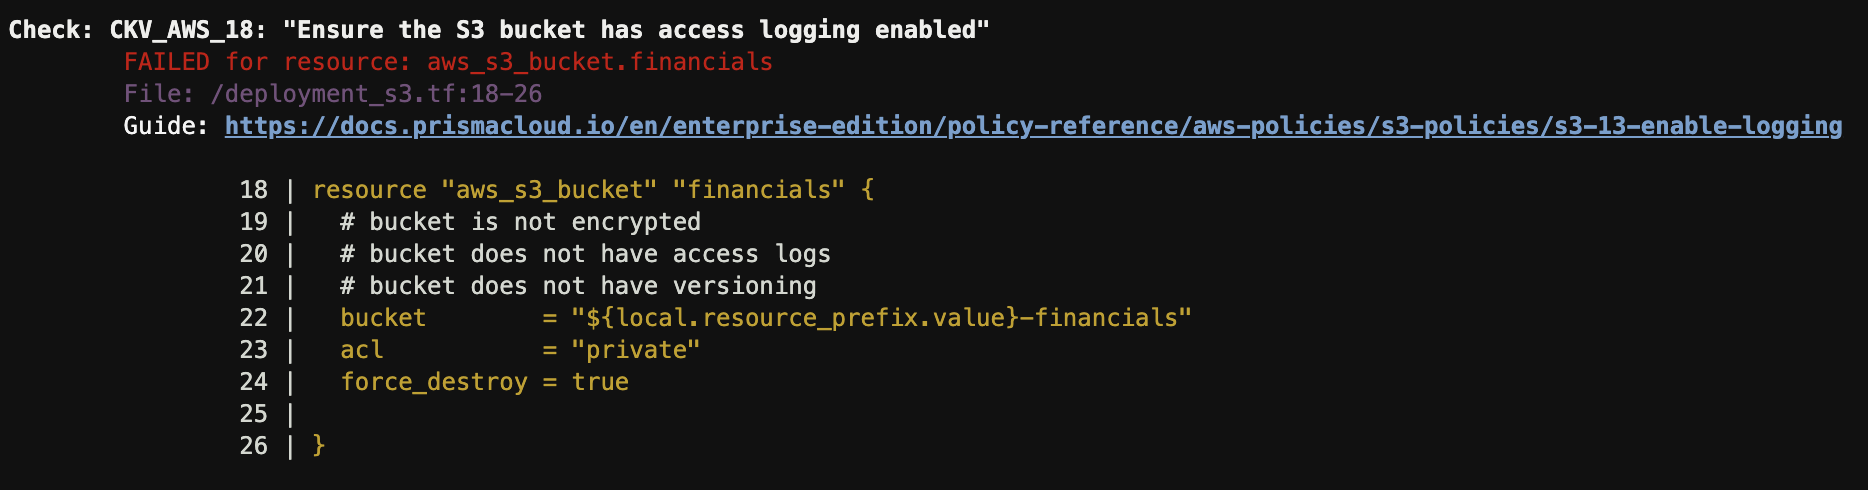 Check: CKV_AWS_18: "Ensure the S3 bucket has access logging enabled"
FAILED for resource: aws_s3_bucket.financials
File: /deployment_s3.tf:18-26
Guide: https://docs.prismacloud.io/en/enterprise-edition/policy-reference/aws-policies/s3-policies/s3-13-enable-logging
18 | resource "aws_s3_bucket" "financials" {
19 |   # bucket is not encrypted
20 |   # bucket does not have access logs
21 |   # bucket does not have versioning
22 |   bucket        = "${local.resource_prefix.value}-financials"
23 |   acl           = "private"
24 |   force_destroy = true
25 |
26 | }